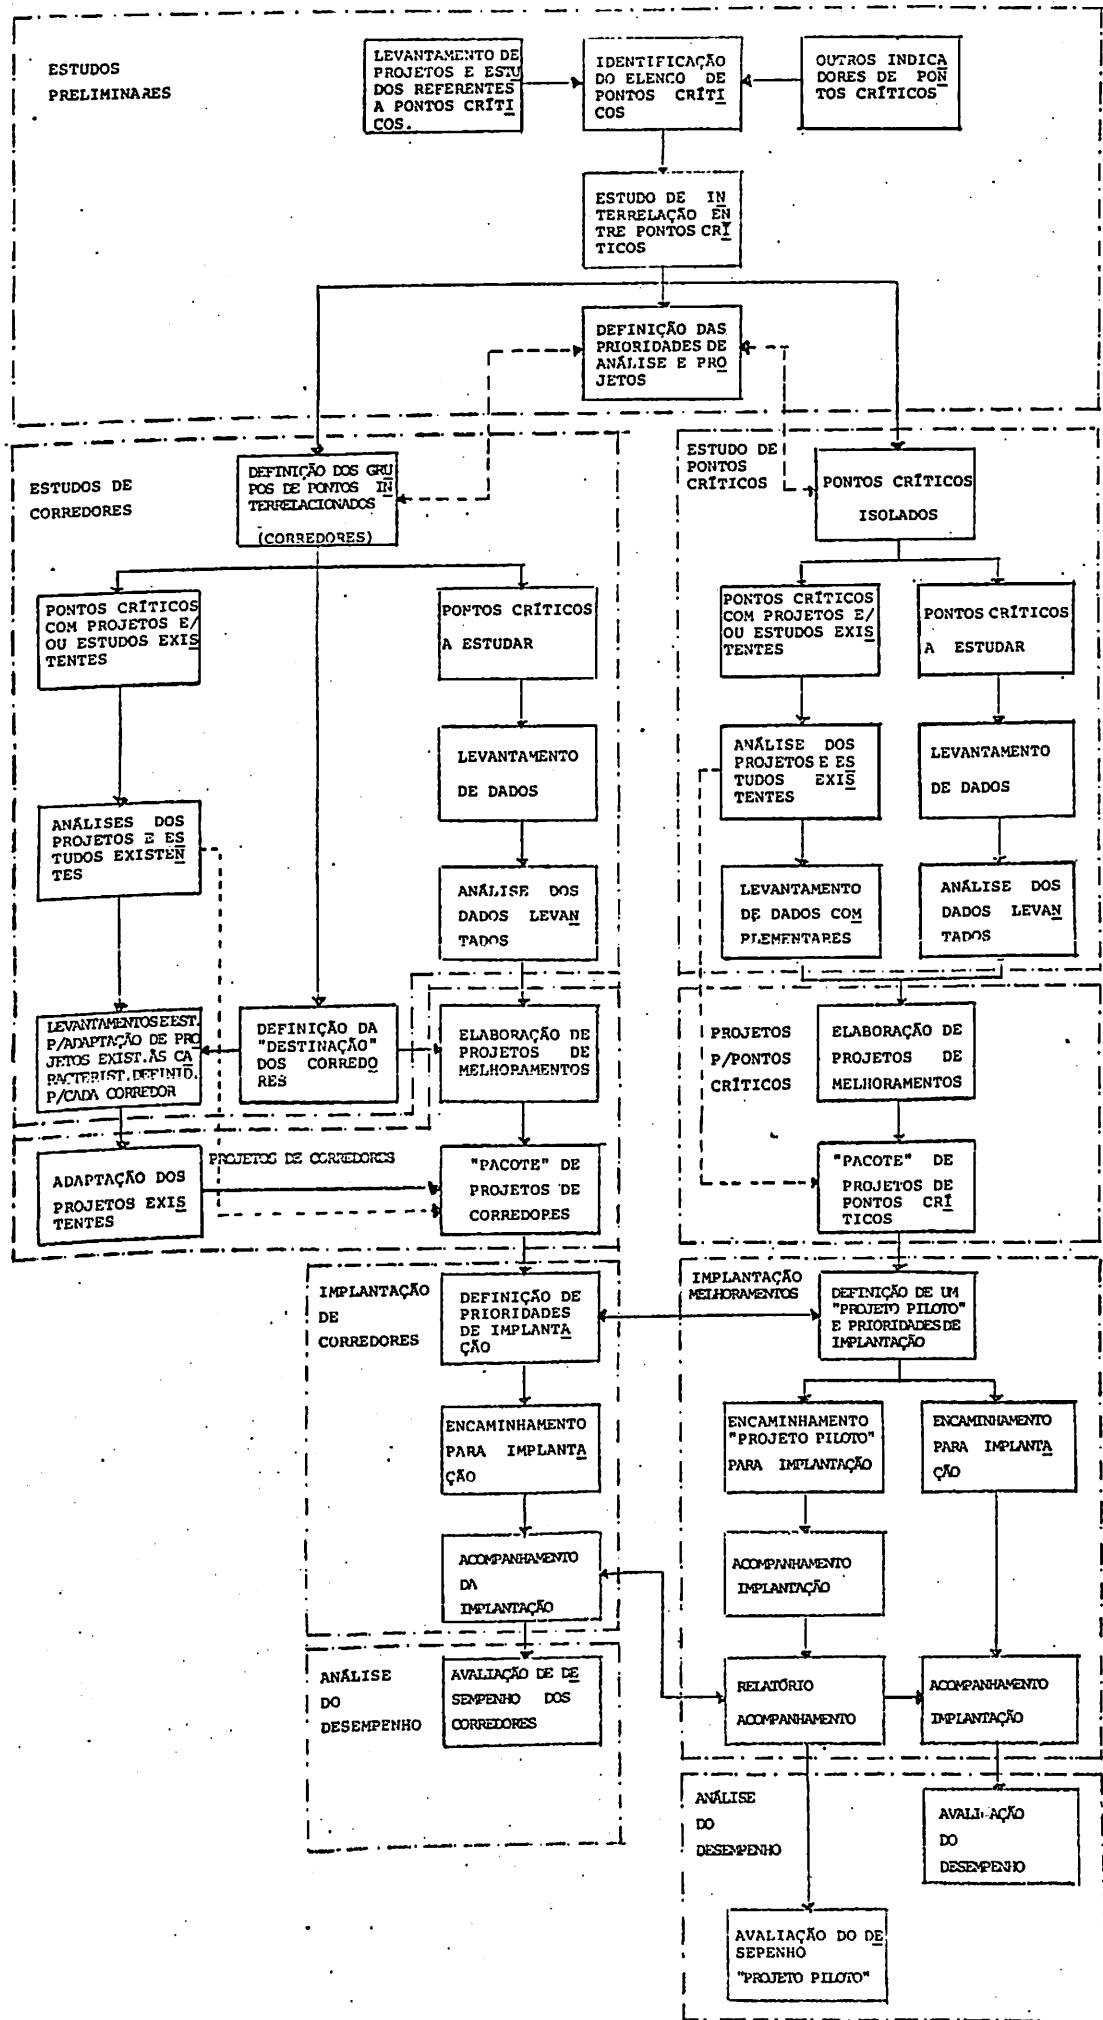 ESTUDOS
PRELIMINARES
LEVANTAMENTO DE
PROJETOS E ESTU
DOS REFERENTES
A PONTOS CRÍTI
COS.
IDENTIFICAÇÃO
DO ELENCO DE
PONTOS CRÍTI
COS
OUTROS INDICA
DORES DE PON
TOS CRÍTICOS
ESTUDO DE IN
TERRELAÇÃO EN
TRE PONTOS CRÍ
TICOS
DEFINIÇÃO DAS
PRIORIDADES DE
ANÁLISE E PRO
JETOS
ESTUDOS DE
CORREDORES
DEFINIÇÃO DOS GRU
POS DE PONTOS IN
TERRELACIONADOS
(CORREDORES)
PONTOS CRÍTICOS
COM PROJETOS E/
OU ESTUDOS EXIS
TENTES
PONTOS CRÍTICOS
A ESTUDAR
LEVANTAMENTO
DE DADOS
ANÁLISES DOS
PROJETOS E ES
TUDOS EXISTEN
TES
ANÁLISE DOS
DADOS LEVAN
TADOS
LEVANTAMENTOS E EST.
P/ADAPTAÇÃO DE PRO
JETOS EXIST. ÀS CA
RACTERIST. DEFINID.
P/CADA CORREDOR
DEFINIÇÃO DA
"DESTINAÇÃO"
DOS CORREDO
RES
ELABORAÇÃO DE
PROJETOS DE
MELHORAMENTOS
PROJETOS DE CORREDORES
ADAPTAÇÃO DOS
PROJETOS EXIS
TENTES
"PACOTE" DE
PROJETOS DE
CORREDORES
ESTUDO DE
PONTOS
CRÍTICOS
PONTOS CRÍTICOS
ISOLADOS
PONTOS CRÍTICOS
COM PROJETOS E/
OU ESTUDOS EXIS
TENTES
PONTOS CRÍTICOS
A ESTUDAR
ANÁLISE DOS
PROJETOS E ES
TUDOS EXIS
TENTES
LEVANTAMENTO
DE DADOS
LEVANTAMENTO
DE DADOS COM
PLEMENTARES
ANÁLISE DOS
DADOS LEVAN
TADOS
PROJETOS
P/PONTOS
CRÍTICOS
ELABORAÇÃO DE
PROJETOS DE
MELHORAMENTOS
"PACOTE" DE
PROJETOS DE
PONTOS CRÍ
TICOS
IMPLANTAÇÃO
DE
CORREDORES
DEFINIÇÃO DE
PRIORIDADES
DE IMPLANTA
ÇÃO
ENCAMINHAMENTO
PARA IMPLANTA
ÇÃO
ACOMPANHAMENTO
DA
IMPLANTAÇÃO
ANÁLISE
DO
DESEMPENHO
AVALIAÇÃO DE DE
SEMPENHO DOS
CORREDORES
IMPLANTAÇÃO
MELHORAMENTOS
DEFINIÇÃO DE UM
"PROJETO PILOTO"
E PRIORIDADES DE
IMPLANTAÇÃO
ENCAMINHAMENTO
"PROJETO PILOTO"
PARA IMPLANTAÇÃO
ENCAMINHAMENTO
PARA IMPLANTA
ÇÃO
ACOMPANHAMENTO
IMPLANTAÇÃO
RELATÓRIO
ACOMPANHAMENTO
ACOMPANHAMENTO
IMPLANTAÇÃO
ANÁLISE
DO
DESEMPENHO
AVALIAÇÃO
DO
DESEMPENHO
AVALIAÇÃO DO DE
SEPENHO
"PROJETO PILOTO"